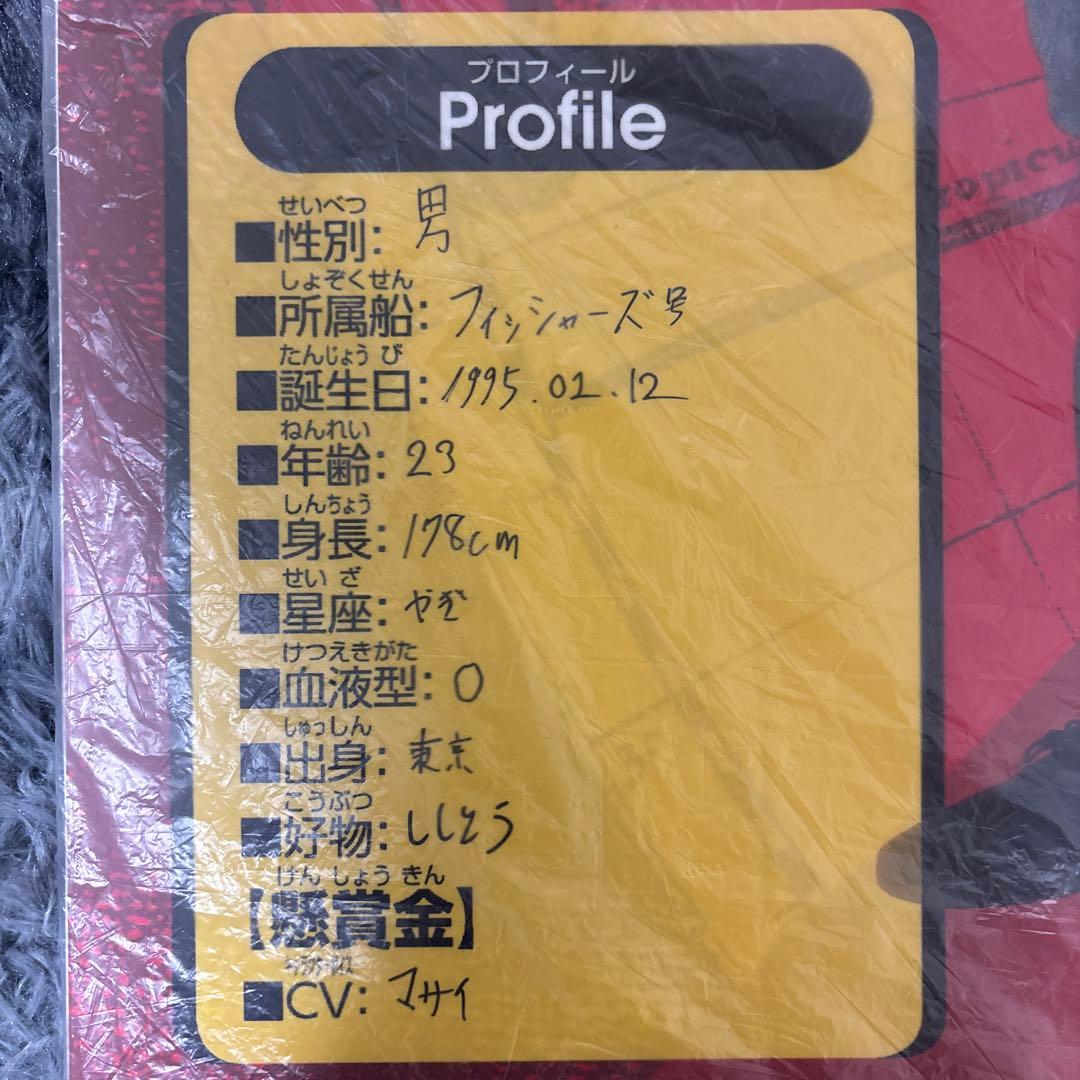 プロフィール
Profile
せいべつ
■性別: 男
しょぞくせん
■所属船: フィッシャーズ号
たんじょう び
■誕生日: 1995.01.12
ねんれい
■年齢: 23
しんちょう
■身長: 178cm
せい ざ
■星座: やぎ
けつえきがた
■血液型: O
しゅっしん
■出身: 東京
こうぶつ
■好物: ししとう
けん しょう きん
【懸賞金】
■CV: マサイ